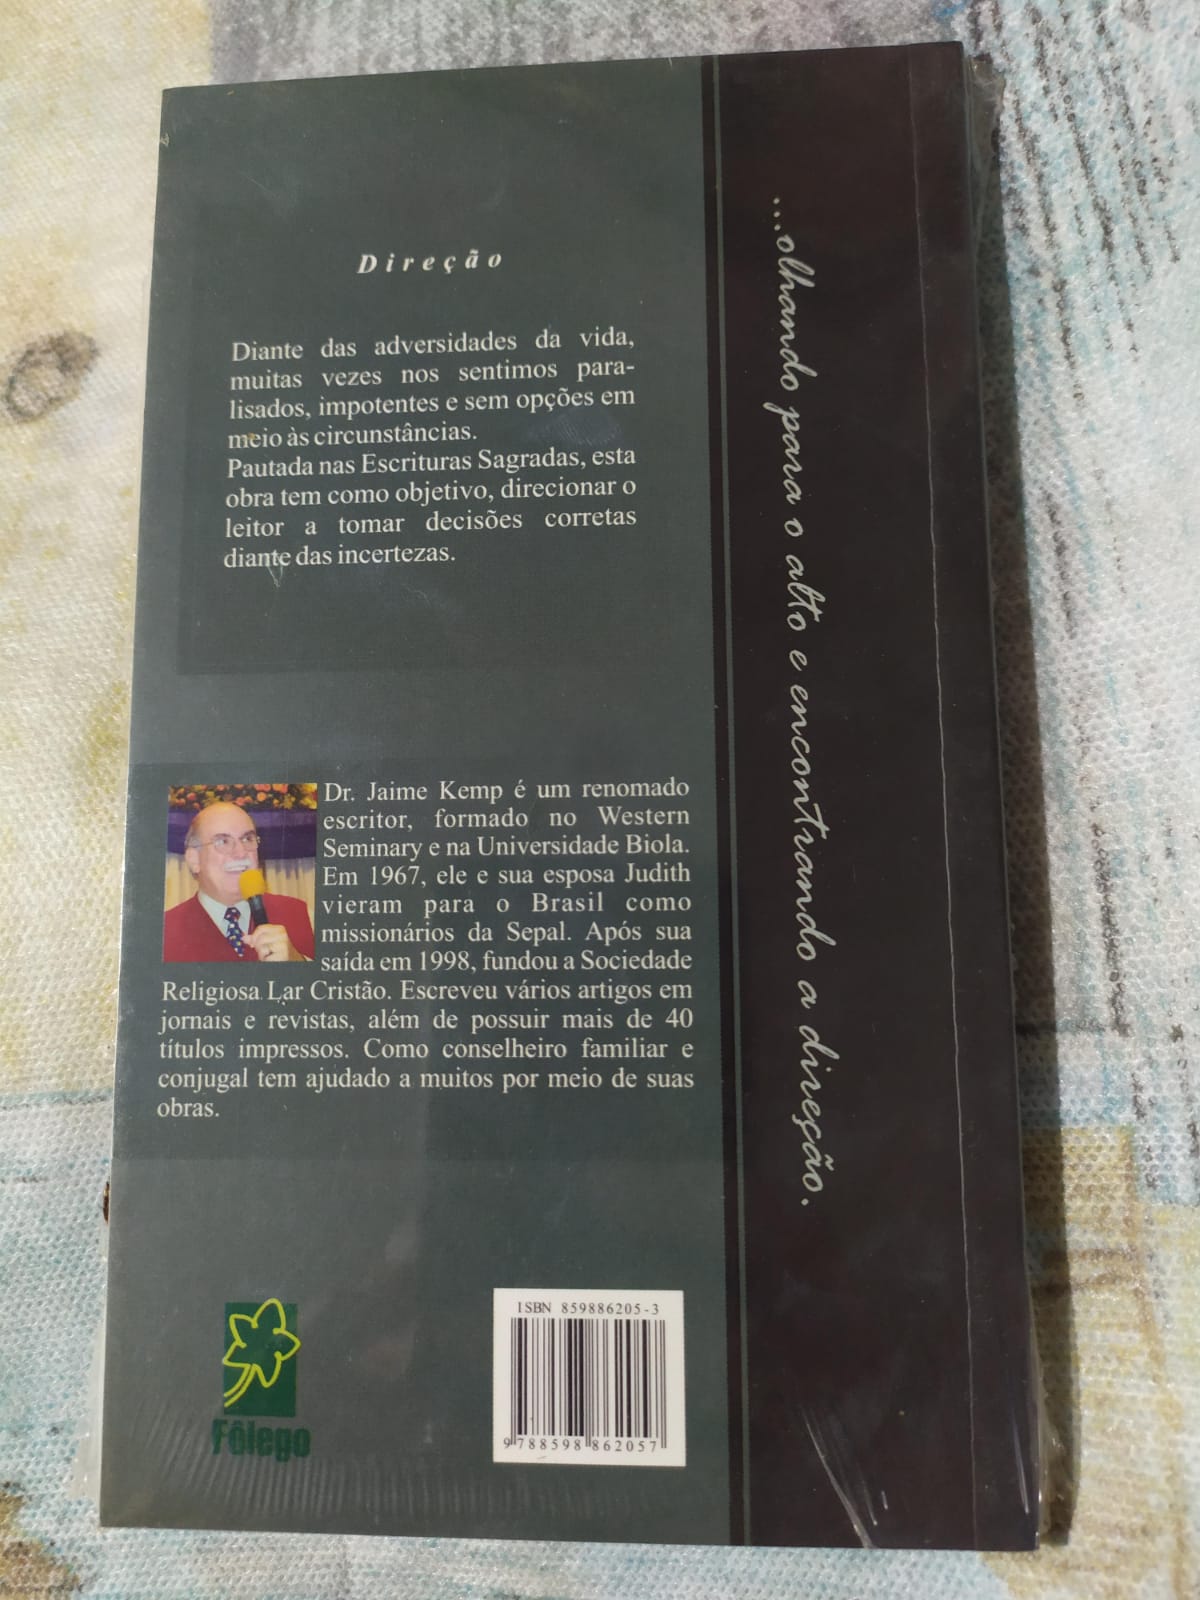 Direção
Diante das adversidades da vida,
muitas vezes nos sentimos para-
lisados, impotentes e sem opções em
meio às circunstâncias.
Pautada nas Escrituras Sagradas, esta
obra tem como objetivo, direcionar o
leitor a tomar decisões corretas
diante das incertezas.
...olhando para o alto e encontrando a direção.
Dr. Jaime Kemp é um renomado
escritor, formado no Western
Seminary e na Universidade Biola.
Em 1967, ele e sua esposa Judith
vieram para o Brasil como
missionários da Sepal. Após sua
saída em 1998, fundou a Sociedade
Religiosa Lar Cristão. Escreveu vários artigos em
jornais e revistas, além de possuir mais de 40
títulos impressos. Como conselheiro familiar e
conjugal tem ajudado a muitos por meio de suas
obras.
Fôlego
ISBN 859886205-3
9 788598 862057